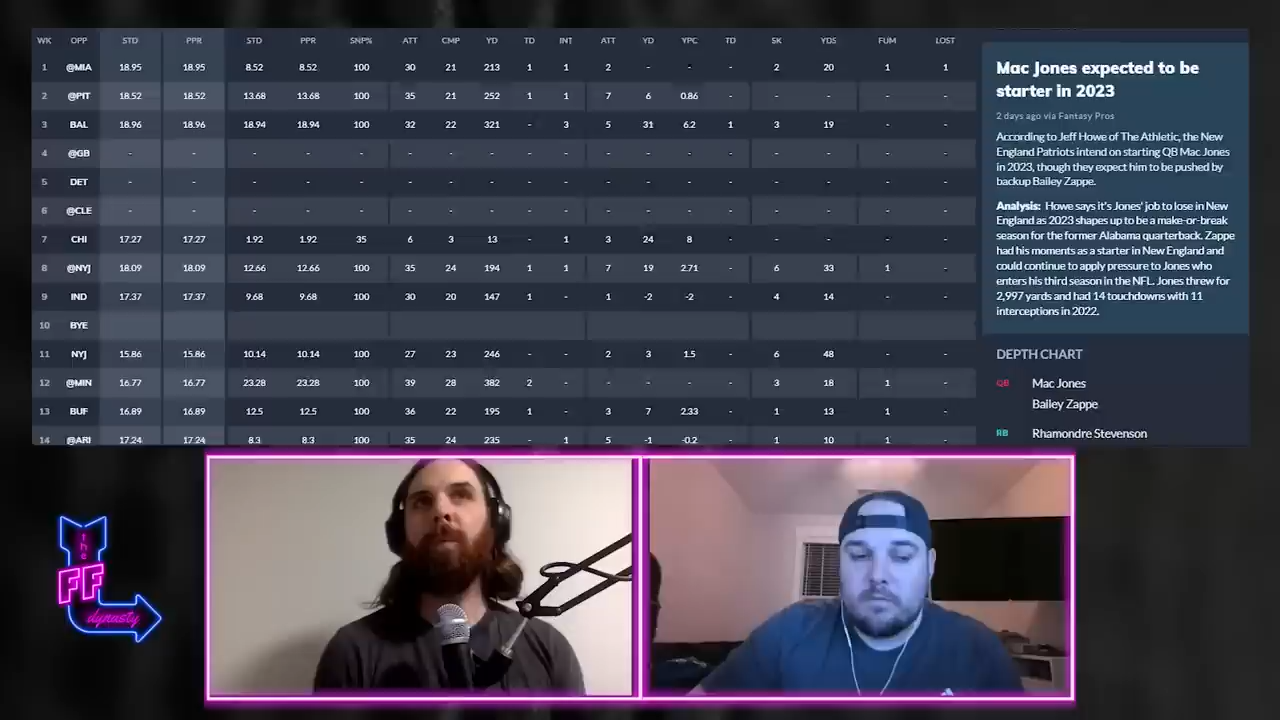 WK OPP STD PPR STD PPR SNP% ATT CMP YD TD INT ATT YD YPC TD SK YDS FUM LOST
1 @MIA 18.95 18.95 8.52 8.52 100 30 21 213 1 1 2 - - - 2 20 1 1
2 @PIT 18.52 18.52 13.68 13.68 100 35 21 252 1 1 7 6 0.86 - - - - -
3 BAL 18.96 18.96 18.94 18.94 100 32 22 321 - 3 5 31 6.2 1 3 19 - -
4 @GB - - - - - - - - - - - - - - - - - -
5 DET - - - - - - - - - - - - - - - - - -
6 @CLE - - - - - - - - - - - - - - - - - -
7 CHI 17.27 17.27 1.92 1.92 35 6 3 13 - 1 3 24 8 - - - - -
8 @NYJ 18.09 18.09 12.66 12.66 100 35 24 194 1 1 7 19 2.71 - 6 33 1 -
9 IND 17.37 17.37 9.68 9.68 100 30 20 147 1 - 1 -2 -2 - 4 14 - -
10 BYE
11 NYJ 15.86 15.86 10.14 10.14 100 27 23 246 - - 2 3 1.5 - 6 48 - -
12 @MIN 16.77 16.77 23.28 23.28 100 39 28 382 2 - - - - - 3 18 1 -
13 BUF 16.89 16.89 12.5 12.5 100 36 22 195 1 - 3 7 2.33 - 1 13 1 -
14 @ARI 17.24 17.24 8.3 8.3 100 35 24 235 - 1 5 -1 -0.2 - 1 10 1 -
Mac Jones expected to be
starter in 2023
2 days ago via Fantasy Pros
According to Jeff Howe of The Athletic, the New
England Patriots intend on starting QB Mac Jones
in 2023, though they expect him to be pushed by
backup Bailey Zappe.
Analysis: Howe says it's Jones' job to lose in New
England as 2023 shapes up to be a make-or-break
season for the former Alabama quarterback. Zappe
had his moments as a starter in New England and
could continue to apply pressure to Jones who
enters his third season in the NFL. Jones threw for
2,997 yards and had 14 touchdowns with 11
interceptions in 2022.
DEPTH CHART
QB Mac Jones
Bailey Zappe
RB Rhamondre Stevenson
the
FF
dynasty